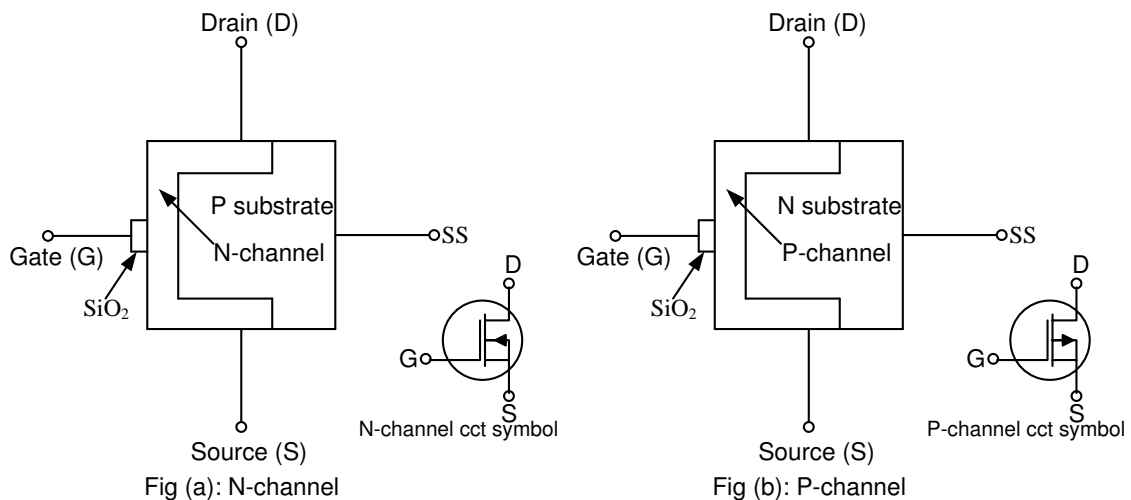 Drain (D)
P substrate
N-channel
Gate (G)
SiO₂
SS
D
G
S
N-channel cct symbol
Source (S)
Fig (a): N-channel
Drain (D)
N substrate
P-channel
Gate (G)
SiO₂
SS
D
G
S
P-channel cct symbol
Source (S)
Fig (b): P-channel